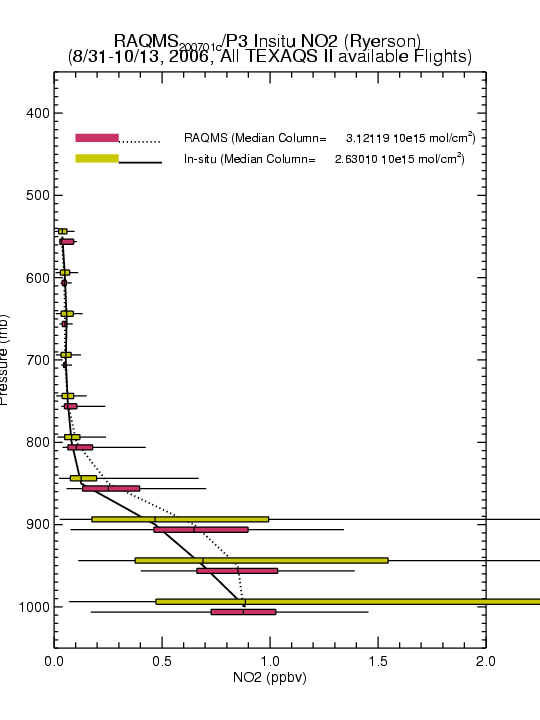 RAQMS200701c/P3 Insitu NO2 (Ryerson)
(8/31-10/13, 2006, All TEXAQS II available Flights)
RAQMS (Median Column= 3.12119 10e15 mol/cm²)
In-situ (Median Column= 2.63010 10e15 mol/cm²)
400
500
600
700
800
900
1000
Pressure (mb)
0.0 0.5 1.0 1.5 2.0
NO2 (ppbv)